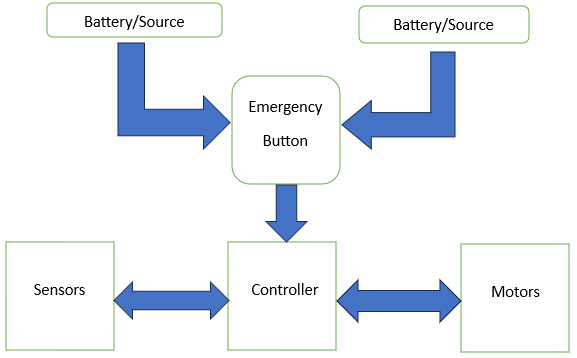 Battery/Source
Battery/Source
Emergency
Button
Sensors
Controller
Motors